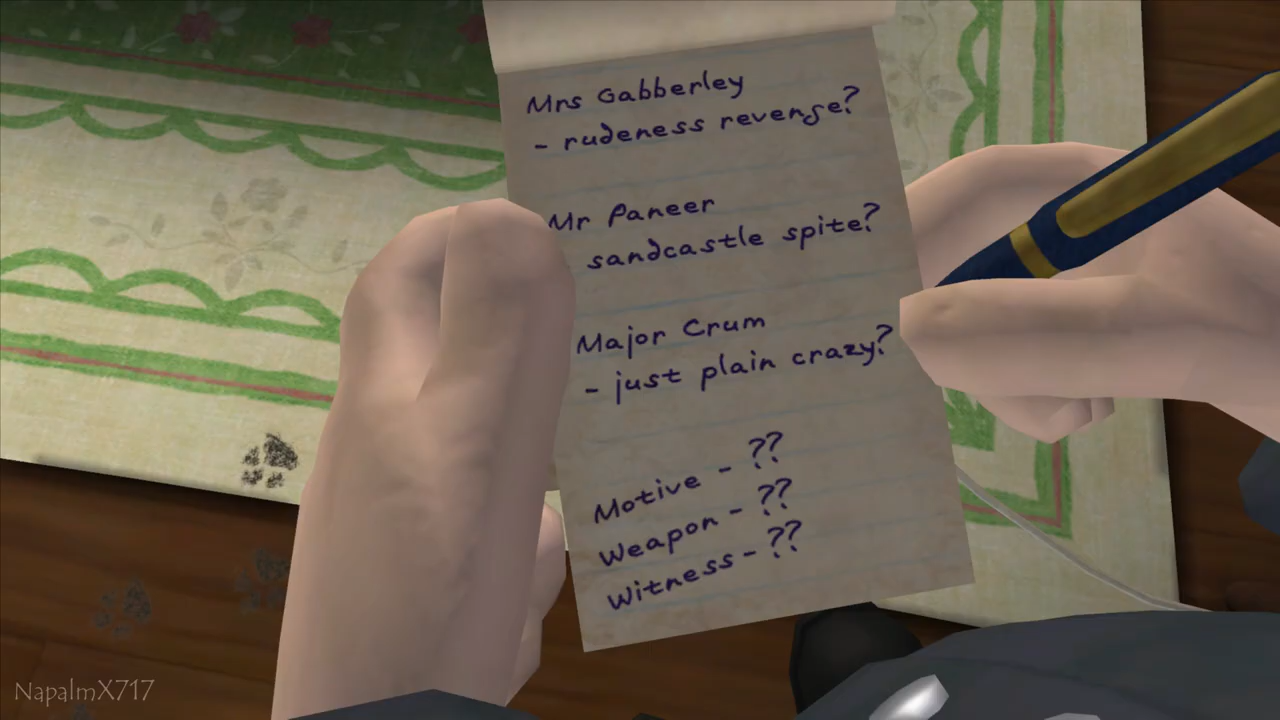 Mrs Gabberley
- rudeness revenge?
Mr Paneer
sandcastle spite?
Major Crum
- just plain crazy?
Motive - ??
Weapon - ??
Witness - ??
NapalmX717